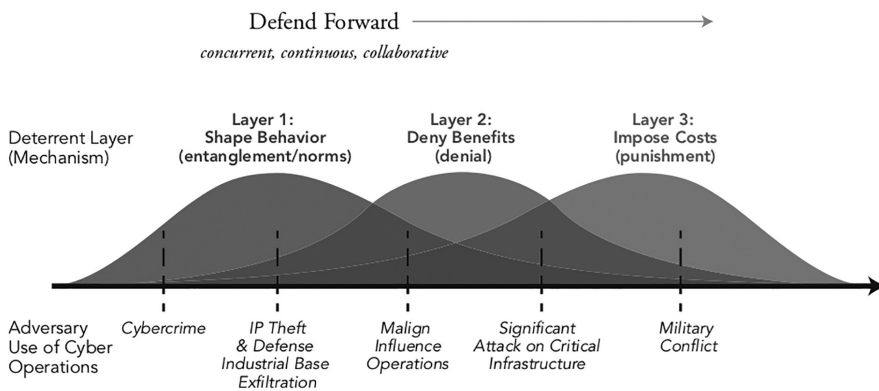 Defend Forward
concurrent, continuous, collaborative
Deterrent Layer
(Mechanism)
Layer 1:
Shape Behavior
(entanglement/norms)
Layer 2:
Deny Benefits
(denial)
Layer 3:
Impose Costs
(punishment)
Adversary
Use of Cyber
Operations
Cybercrime
IP Theft
& Defense
Industrial Base
Exfiltration
Malign
Influence
Operations
Significant
Attack on Critical
Infrastructure
Military
Conflict